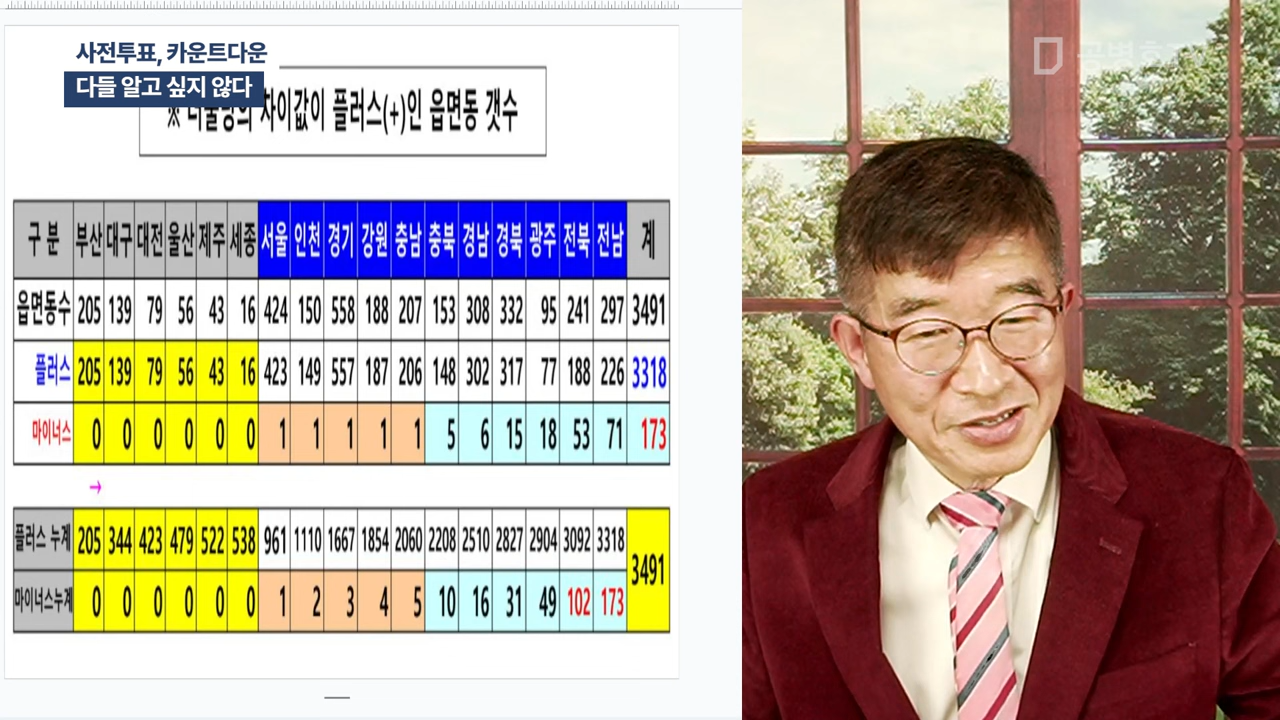 사전투표, 카운트다운
다들 알고 싶지 않다
차이값이 플러스(+)인 읍면동 갯수
구 분 부산 대구 대전 울산 제주 세종 서울 인천 경기 강원 충남 충북 경남 경북 광주 전북 전남 계
읍면동수 205 139 79 56 43 16 424 150 558 188 207 153 308 332 95 241 297 3491
플러스 205 139 79 56 43 16 423 149 557 187 206 148 302 317 77 188 226 3318
마이너스 0 0 0 0 0 0 1 1 1 1 1 5 6 15 18 53 71 173
→
플러스 누계 205 344 423 479 522 538 961 1110 1667 1854 2060 2208 2510 2827 2904 3092 3318 3491
마이너스누계 0 0 0 0 0 0 1 2 3 4 5 10 16 31 49 102 173